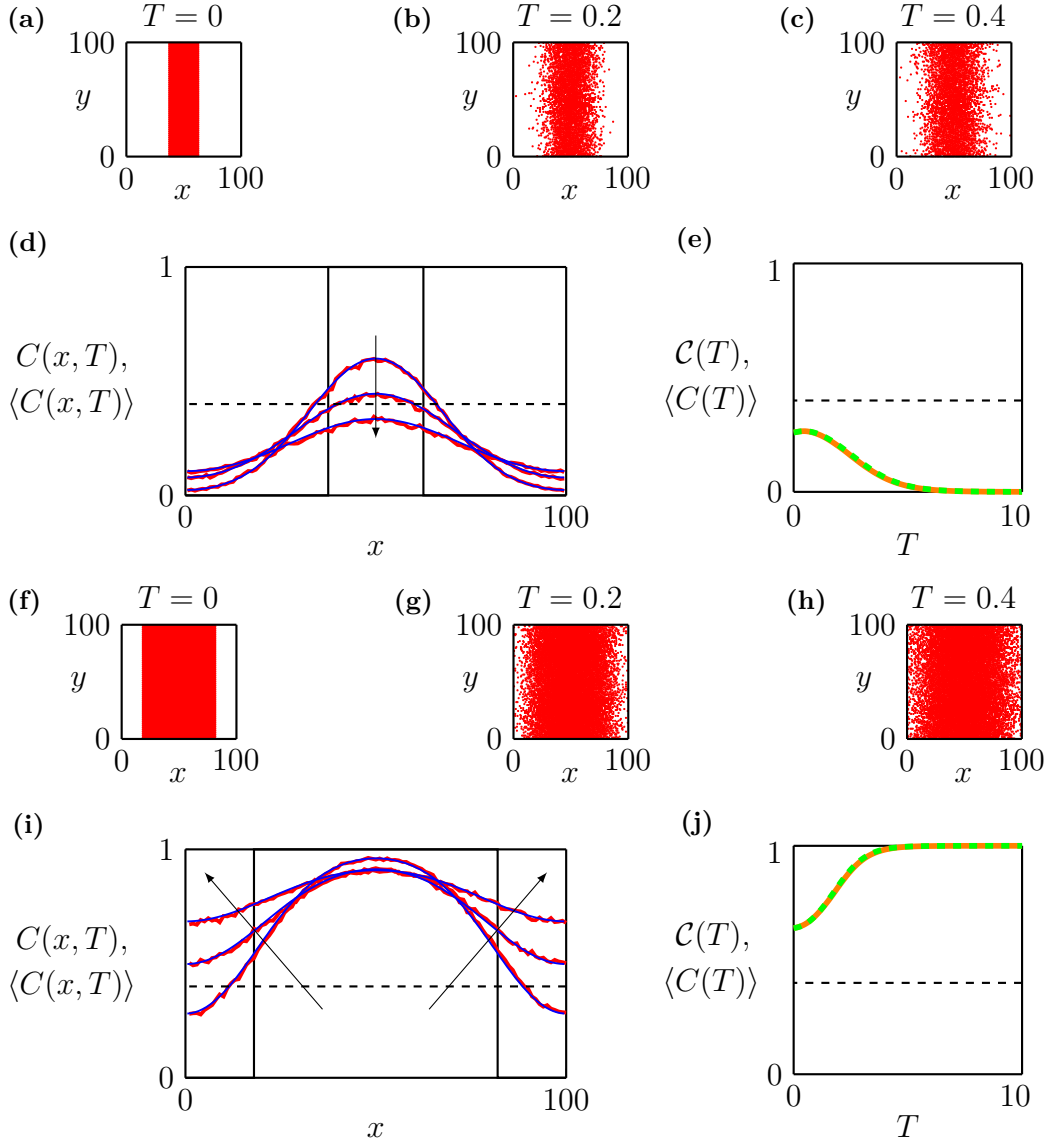 (a) T = 0 (b) T = 0.2 (c) T = 0.4
100 100 100
y y y
0 0 0
0 x 100 0 x 100 0 x 100
(d) (e)
1 1
C(x, T), 𝒞(T),
⟨C(x, T)⟩ ⟨C(T)⟩
0 0
0 100 0 10
x T
(f) T = 0 (g) T = 0.2 (h) T = 0.4
100 100 100
y y y
0 0 0
0 x 100 0 x 100 0 x 100
(i) (j)
1 1
C(x, T), 𝒞(T),
⟨C(x, T)⟩ ⟨C(T)⟩
0 0
0 100 0 10
x T